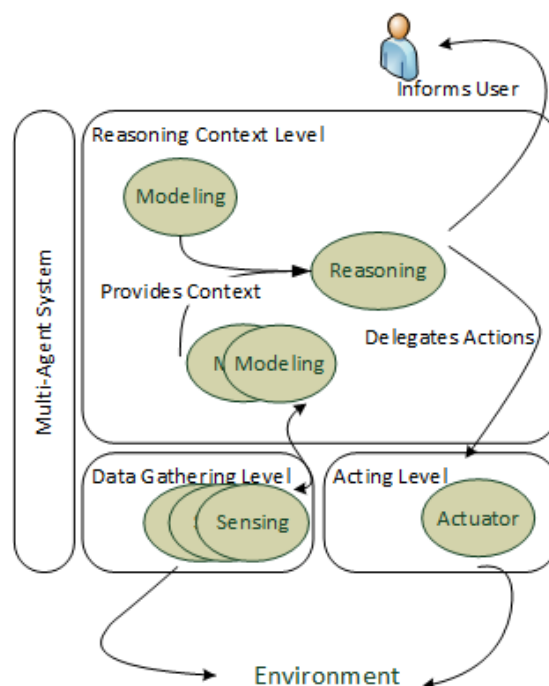 Informs User
Multi-Agent System
Reasoning Context Level
Modeling
Reasoning
Provides Context
Modeling
Delegates Actions
Data Gathering Level
Sensing
Acting Level
Actuator
Environment